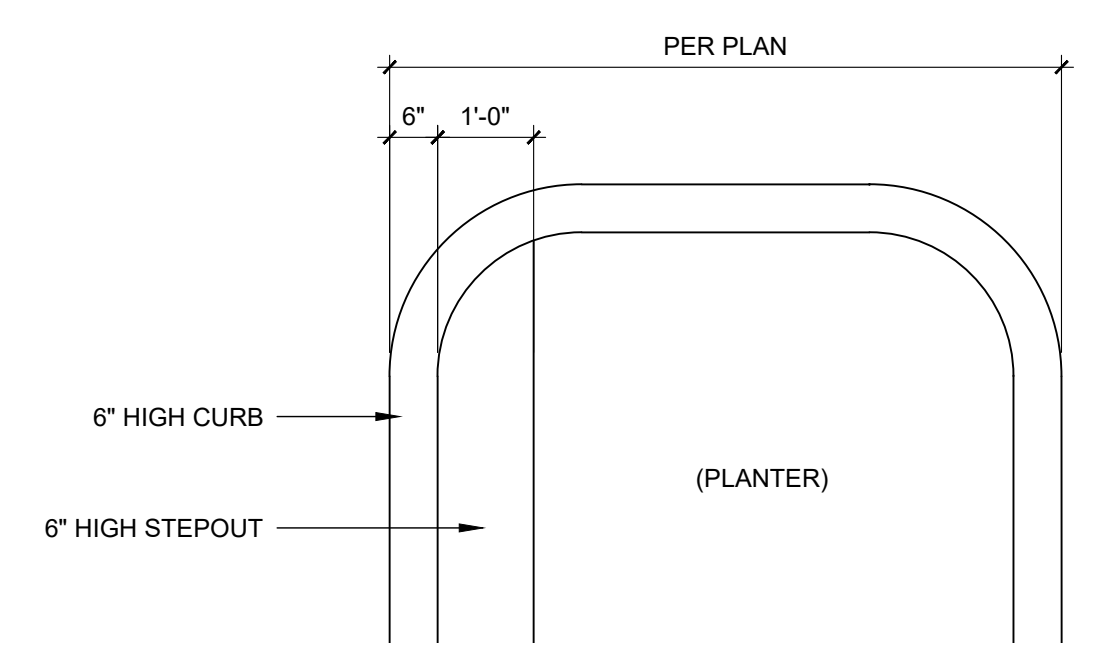 PER PLAN
6" 1'-0"
6" HIGH CURB
(PLANTER)
6" HIGH STEPOUT